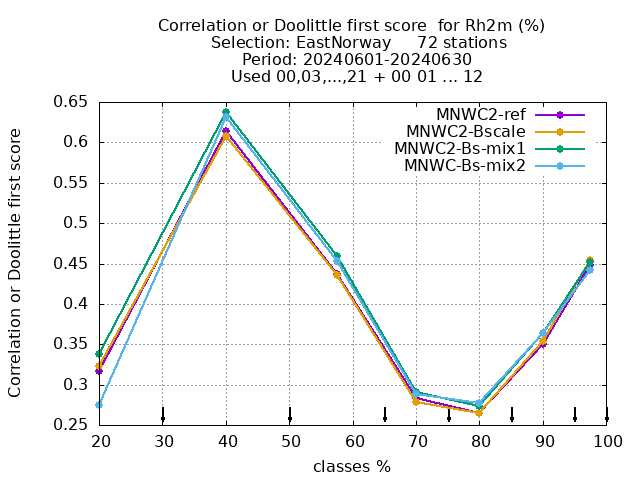 Correlation or Doolittle first score  for Rh2m (%)
Selection: EastNorway     72 stations
Period: 20240601-20240630
Used 00,03,...,21 + 00 01 ... 12
MNWC2-ref
MNWC2-Bscale
MNWC2-Bs-mix1
MNWC-Bs-mix2
Correlation or Doolittle first score
0.65
0.6
0.55
0.5
0.45
0.4
0.35
0.3
0.25
20 30 40 50 60 70 80 90 100
classes %